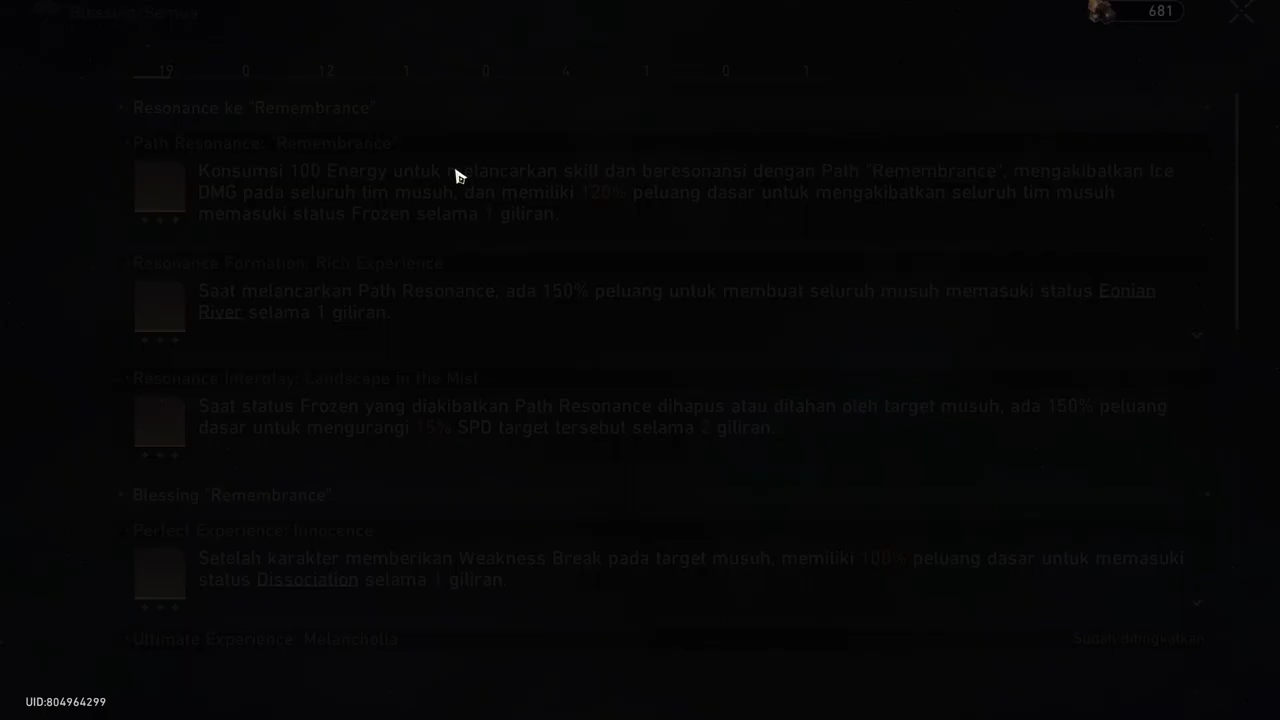 Blessing Semua
681
19 0 12 1 0 4 1 0 1
Resonance ke "Remembrance"
Path Resonance: "Remembrance"
Konsumsi 100 Energy untuk melancarkan skill dan beresonansi dengan Path "Remembrance", mengakibatkan Ice
DMG pada seluruh tim musuh, dan memiliki 120% peluang dasar untuk mengakibatkan seluruh tim musuh
memasuki status Frozen selama 1 giliran.
Resonance Formation: Rich Experience
Saat melancarkan Path Resonance, ada 150% peluang untuk membuat seluruh musuh memasuki status Eonian
River selama 1 giliran.
Resonance Interplay: Landscape in the Mist
Saat status Frozen yang diakibatkan Path Resonance dihapus atau ditahan oleh target musuh, ada 150% peluang
dasar untuk mengurangi 15% SPD target tersebut selama 2 giliran.
Blessing "Remembrance"
Perfect Experience: Innocence
Setelah karakter memberikan Weakness Break pada target musuh, memiliki 100% peluang dasar untuk memasuki
status Dissociation selama 1 giliran.
Ultimate Experience: Melancholia
Sudah ditingkatkan
UID:804964299